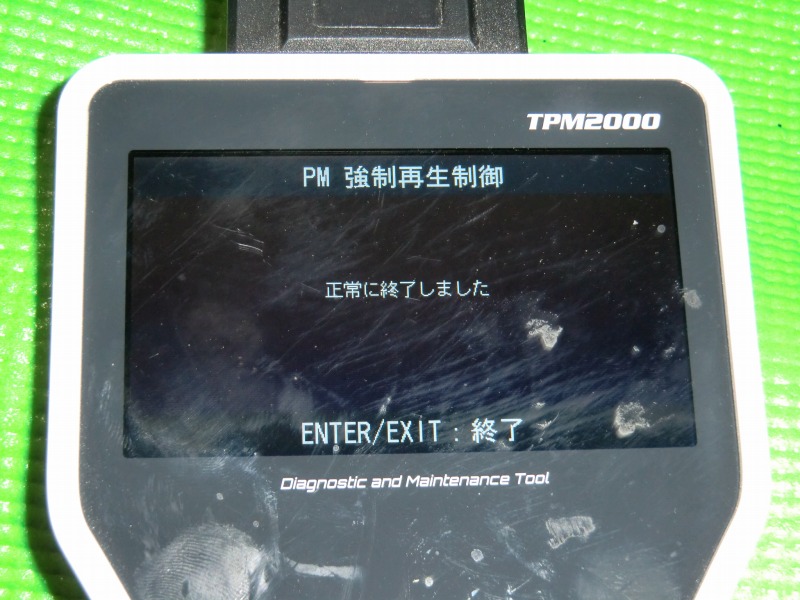 TPM2000
PM 強制再生制御
正常に終了しました
ENTER/EXIT : 終了
Diagnostic and Maintenance Tool